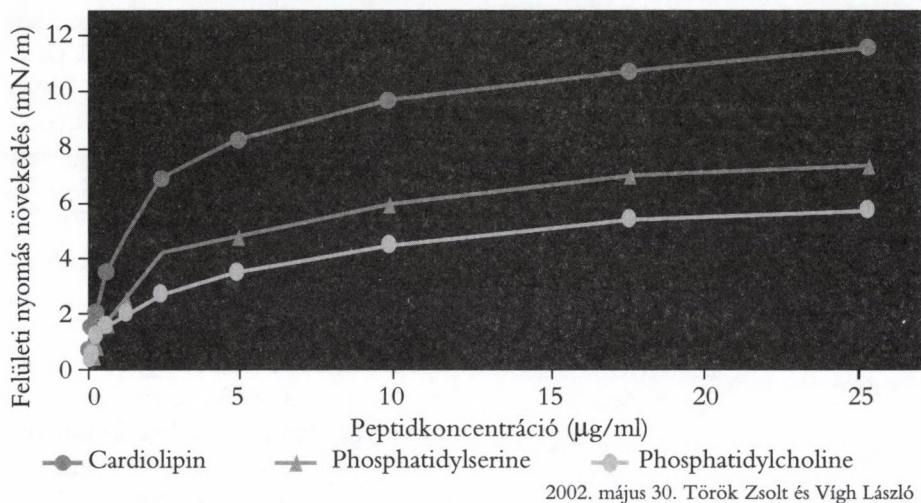 Felületi nyomás növekedés (mN/m)
12
10
8
6
4
2
0
0 5 10 15 20 25
Peptidkoncentráció (μg/ml)
Cardiolipin Phosphatidylserine Phosphatidylcholine
2002. május 30. Török Zsolt és Vígh László